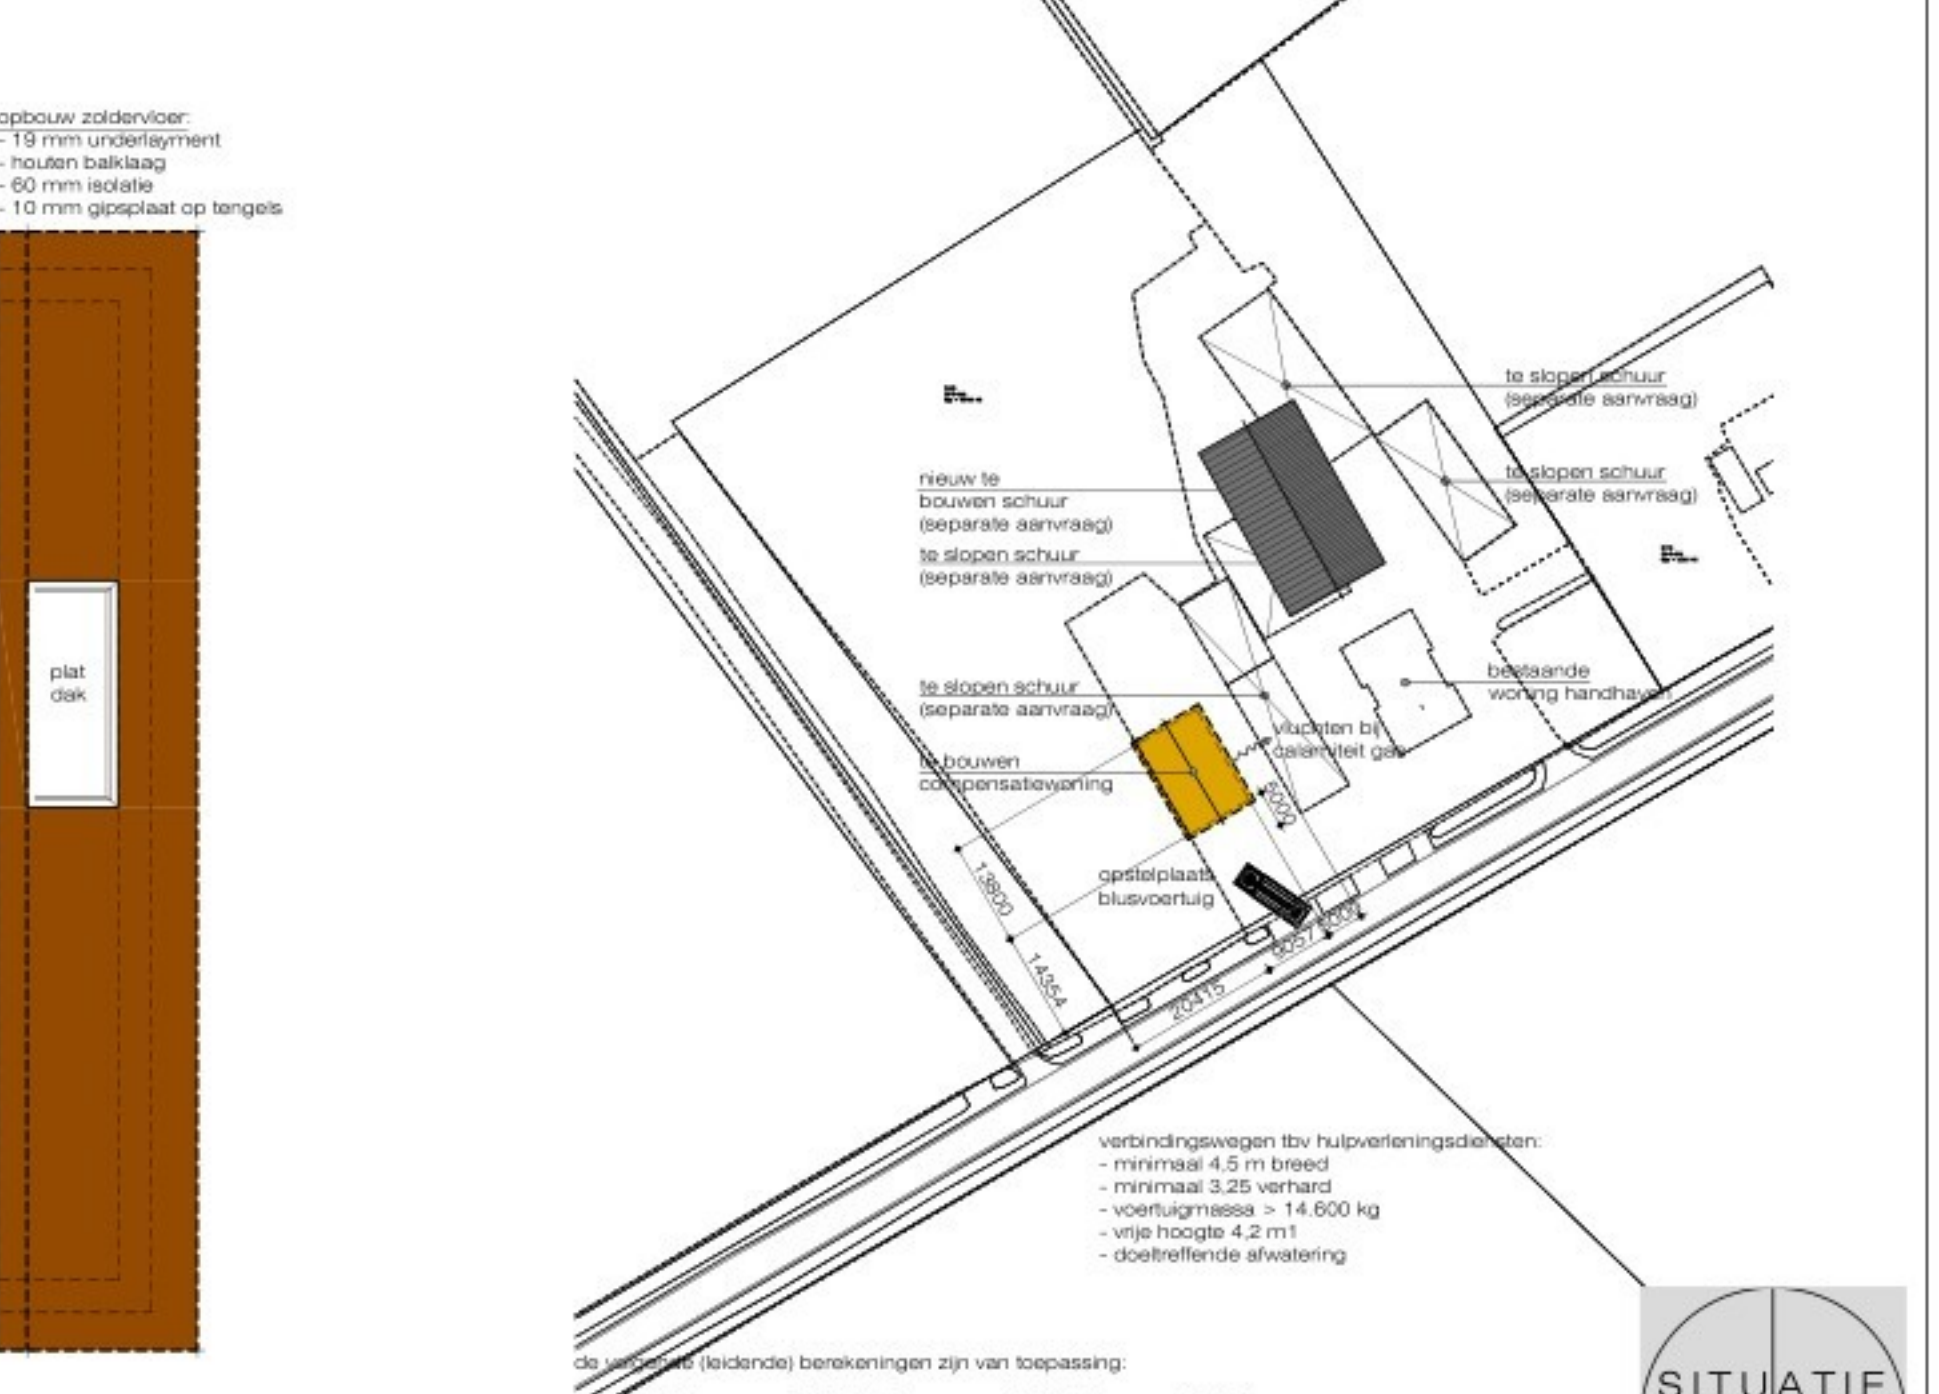 opbouw zoldervloer:
- 19 mm underlayment
- houten balklaag
- 60 mm isolatie
- 10 mm gipsplaat op tengels
plat
dak
te slopen schuur
(separate aanvraag)
nieuw te
bouwen schuur
(separate aanvraag)
te slopen schuur
(separate aanvraag)
te slopen schuur
(separate aanvraag)
te slopen schuur
(separate aanvraag)
bestaande
woning handhaven
vluchten bij
calamiteit gas
te bouwen
compensatiewoning
5000
opstelplaats
blusvoertuig
13800
14354
20415
verbindingswegen tbv hulpverleningsdiensten:
- minimaal 4,5 m breed
- minimaal 3,25 verhard
- voertuigmassa > 14.600 kg
- vrije hoogte 4,2 m1
- doeltreffende afwatering
de volgende (leidende) berekeningen zijn van toepassing:
SITUATIE